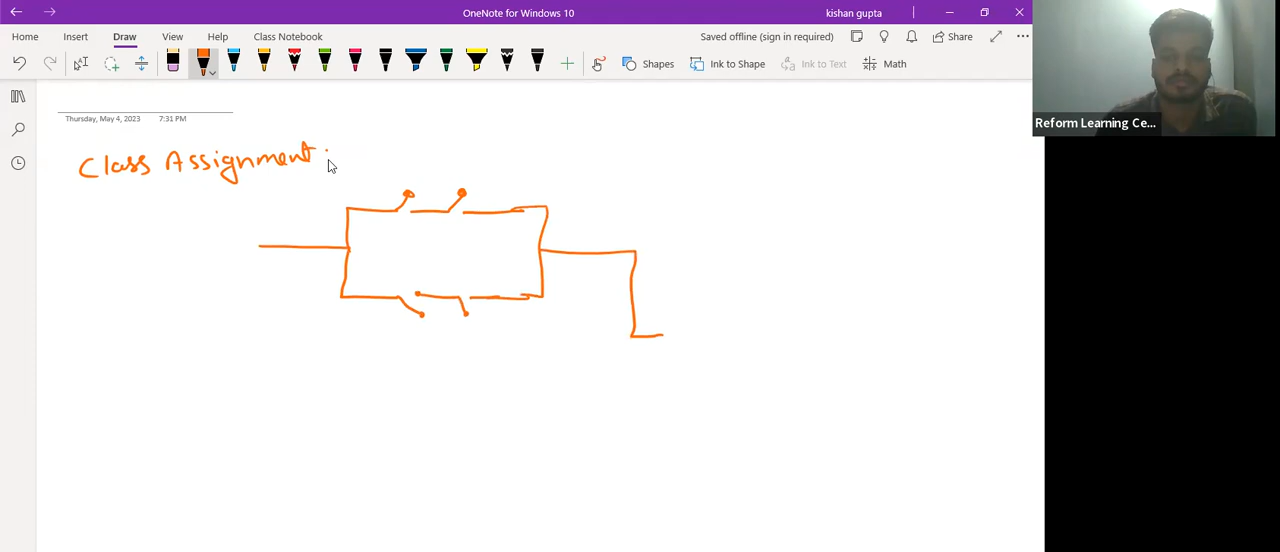 OneNote for Windows 10
kishan gupta
Home
Insert
Draw
View
Help
Class Notebook
Saved offline (sign in required)
Share
Shapes
Ink to Shape
Ink to Text
Math
Reform Learning Ce...
Thursday, May 4, 2023
7:31 PM
Class Assignment